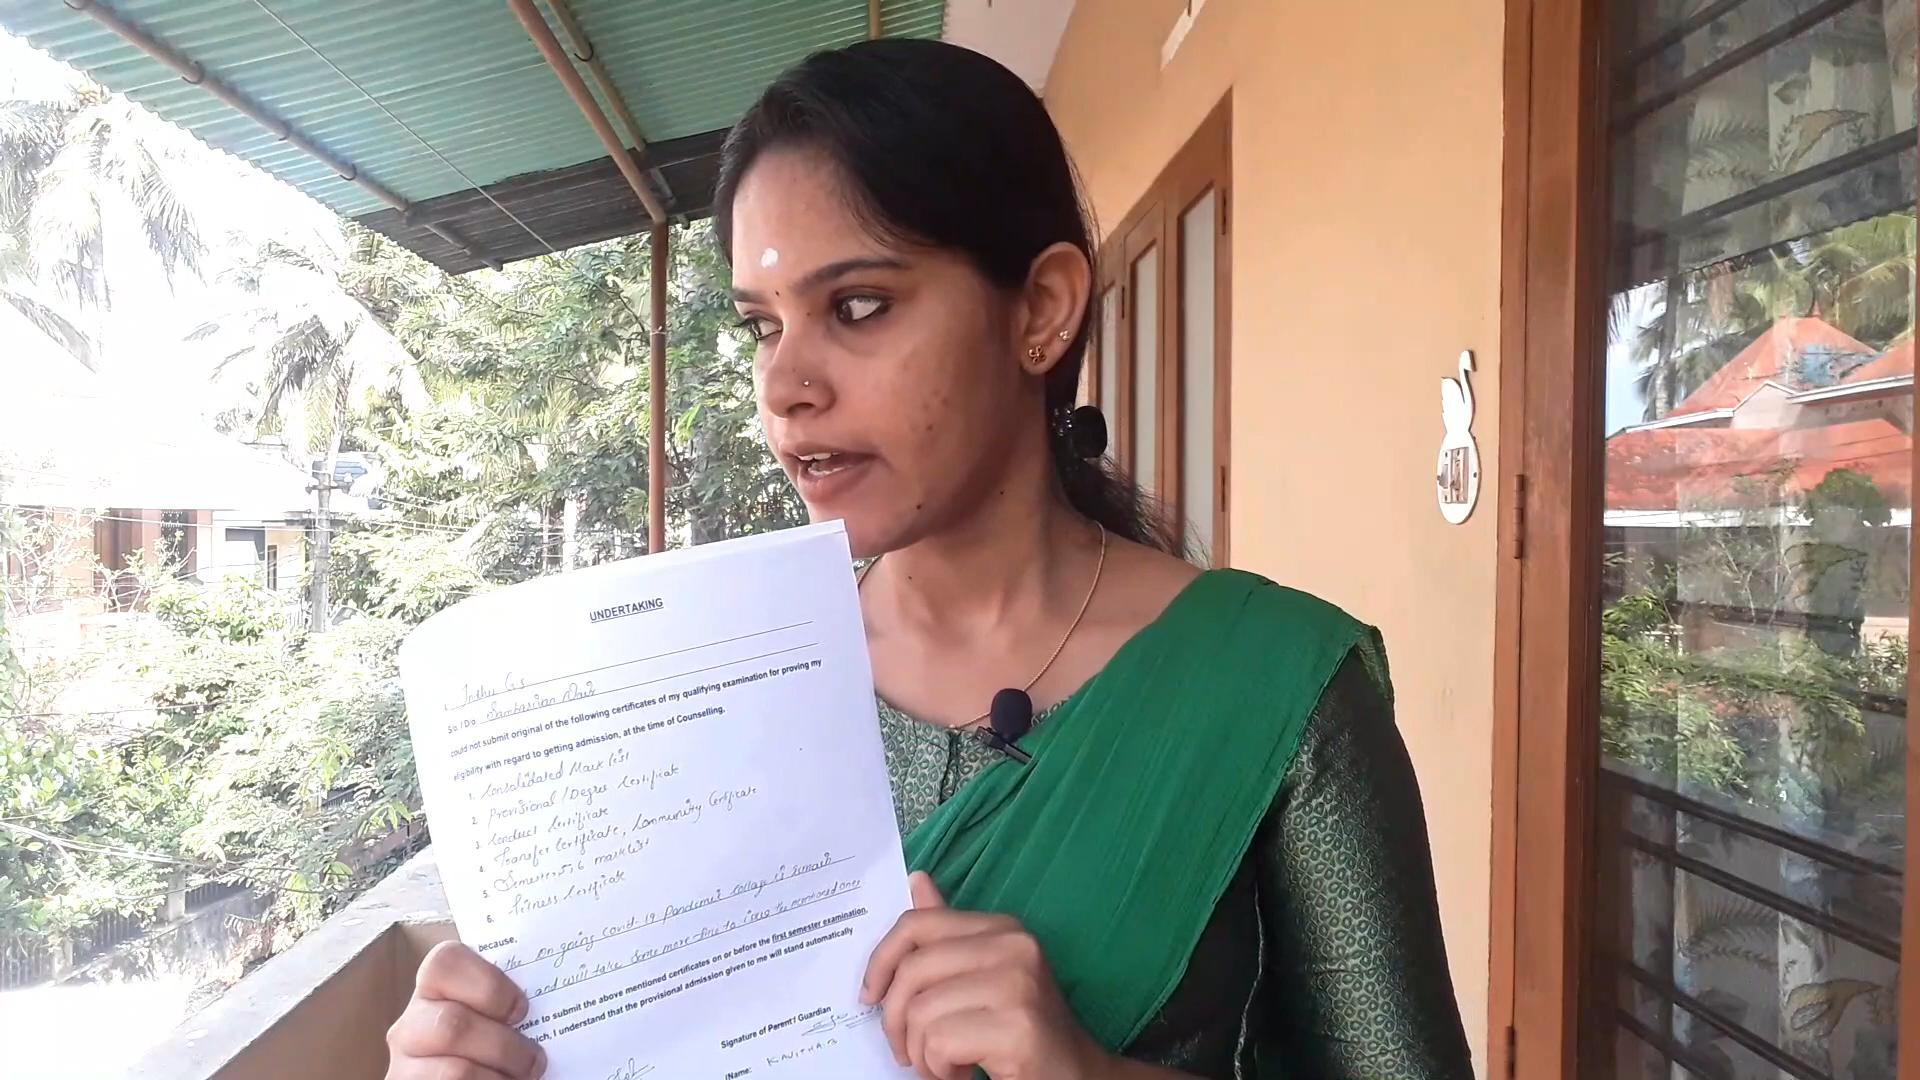 UNDERTAKING
I, Indhu G.S
S/o / D/o Sambasivan Nair
could not submit original of the following certificates of my qualifying examination for proving my
eligibility with regard to getting admission, at the time of Counselling.
1. Consolidated Mark list
2. Provisional / Degree Certificate
3. Conduct Certificate
4. Transfer Certificate, Community Certificate
5. Semester 5, 6 marklist
6. Fitness Certificate
because,
the on going covid-19 Pandemic collage is remain
and will take some more time to issue the mentioned ones
rtake to submit the above mentioned certificates on or before the first semester examination,
hich, I understand that the provisional admission given to me will stand automatically
Signature of Parent / Guardian
(Name: KAVITHA.B